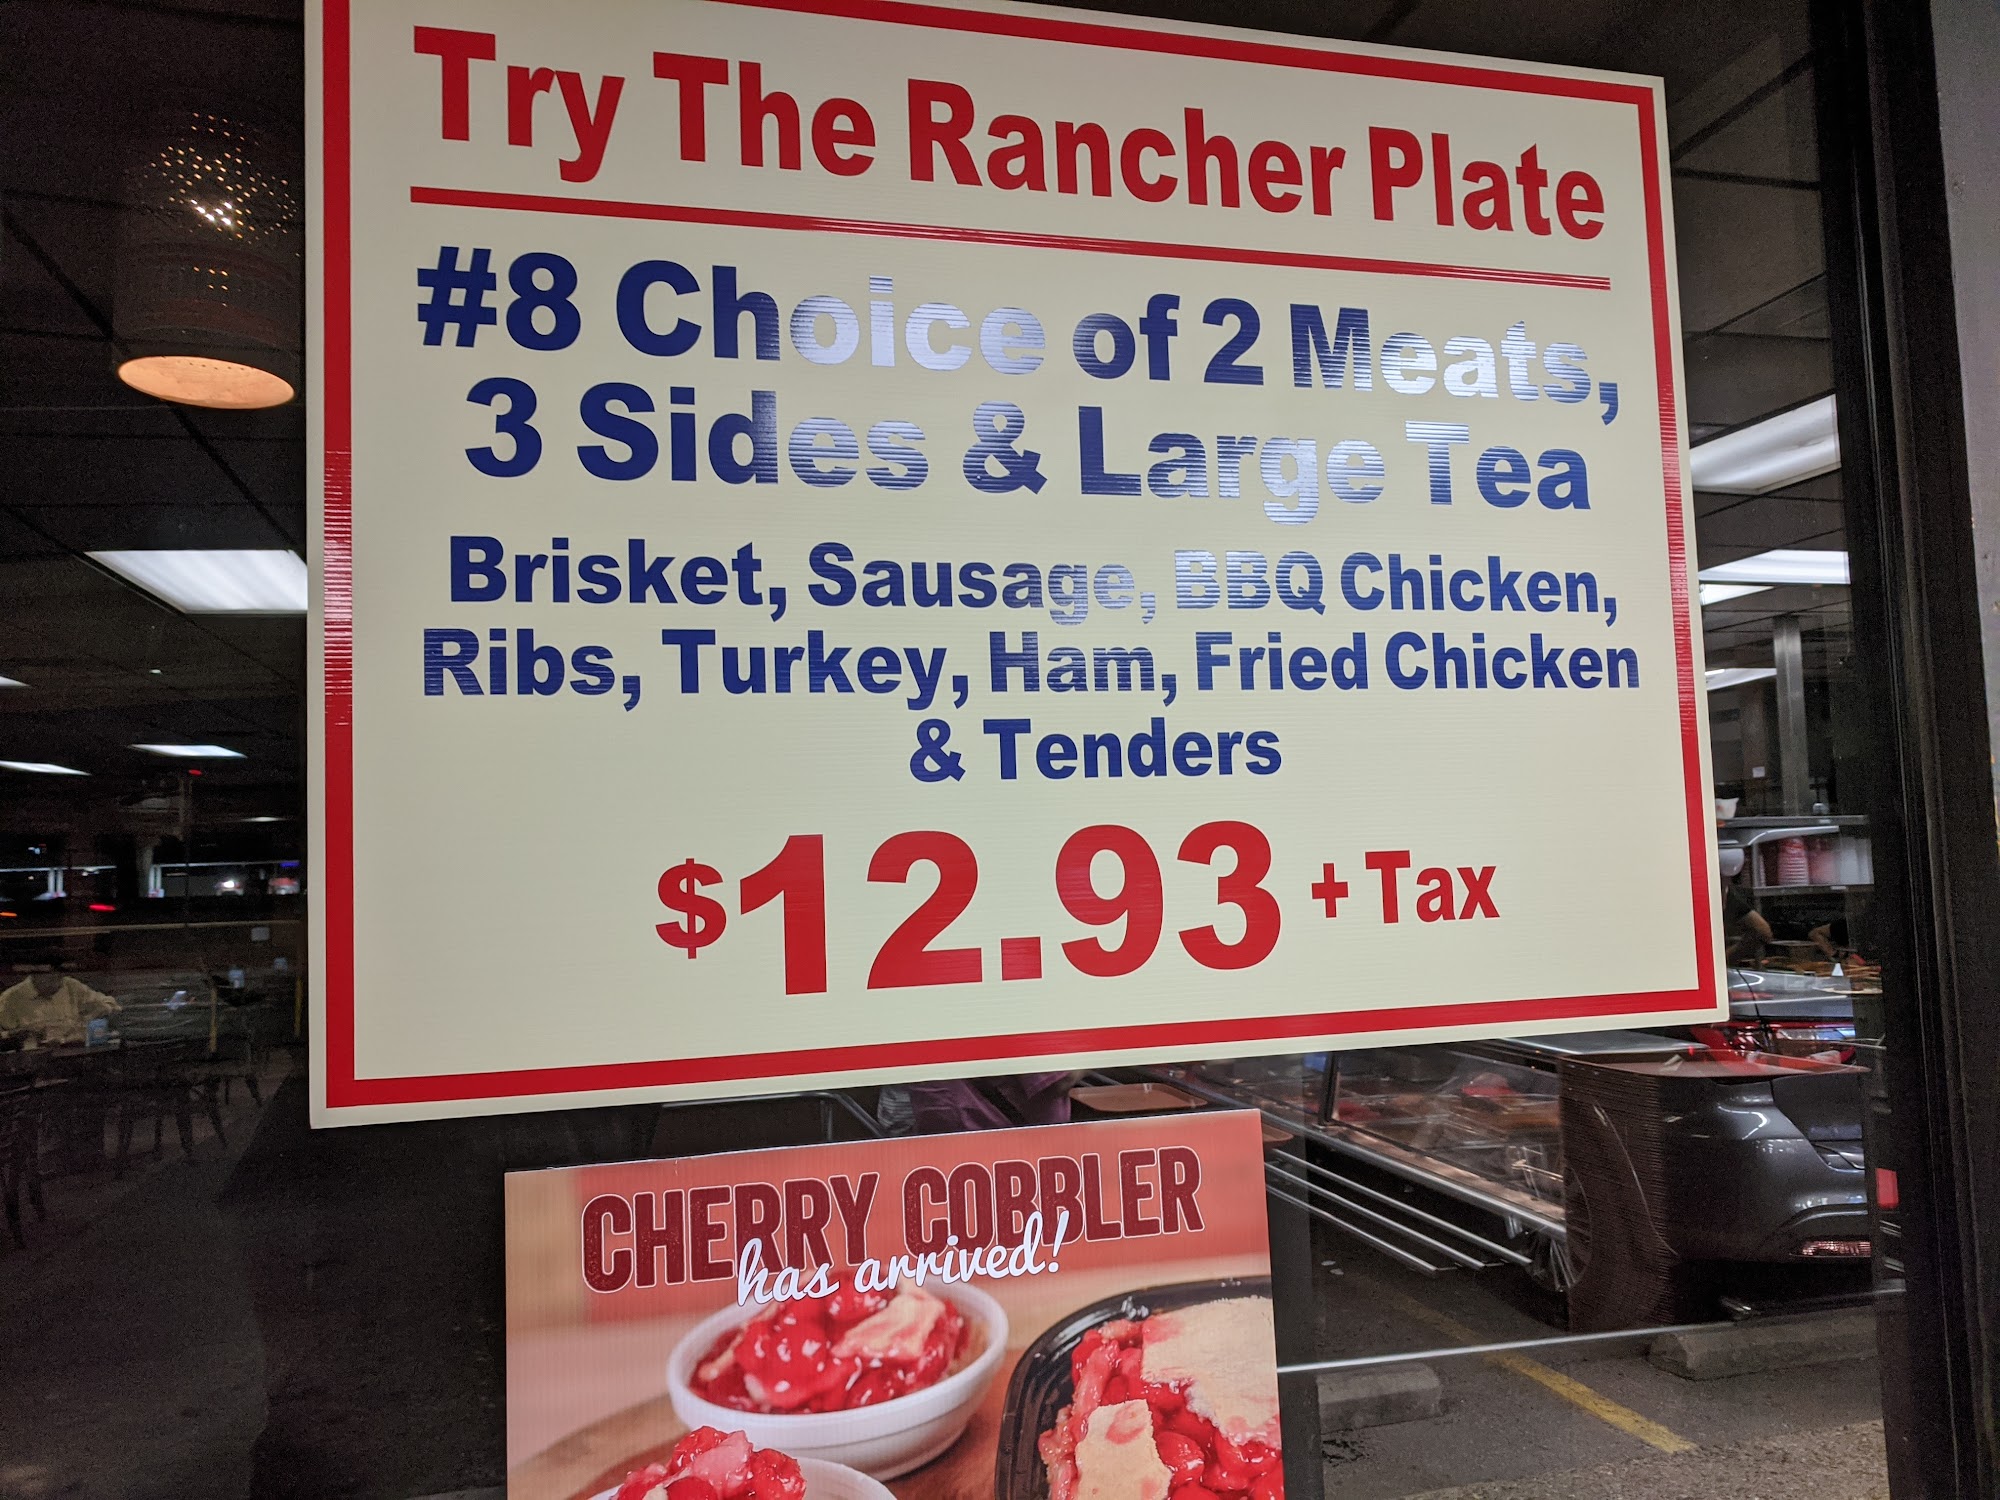 Try The Rancher Plate
#8 Choice of 2 Meats,
3 Sides & Large Tea
Brisket, Sausage, BBQ Chicken,
Ribs, Turkey, Ham, Fried Chicken
& Tenders
$12.93 + Tax
CHERRY COBBLER
has arrived!